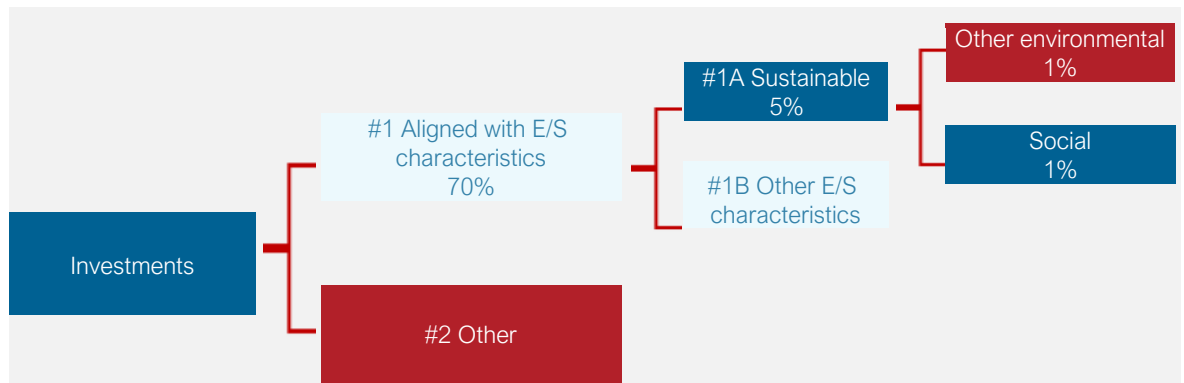 Investments
#1 Aligned with E/S
characteristics
70%
#2 Other
#1A Sustainable
5%
#1B Other E/S
characteristics
Other environmental
1%
Social
1%